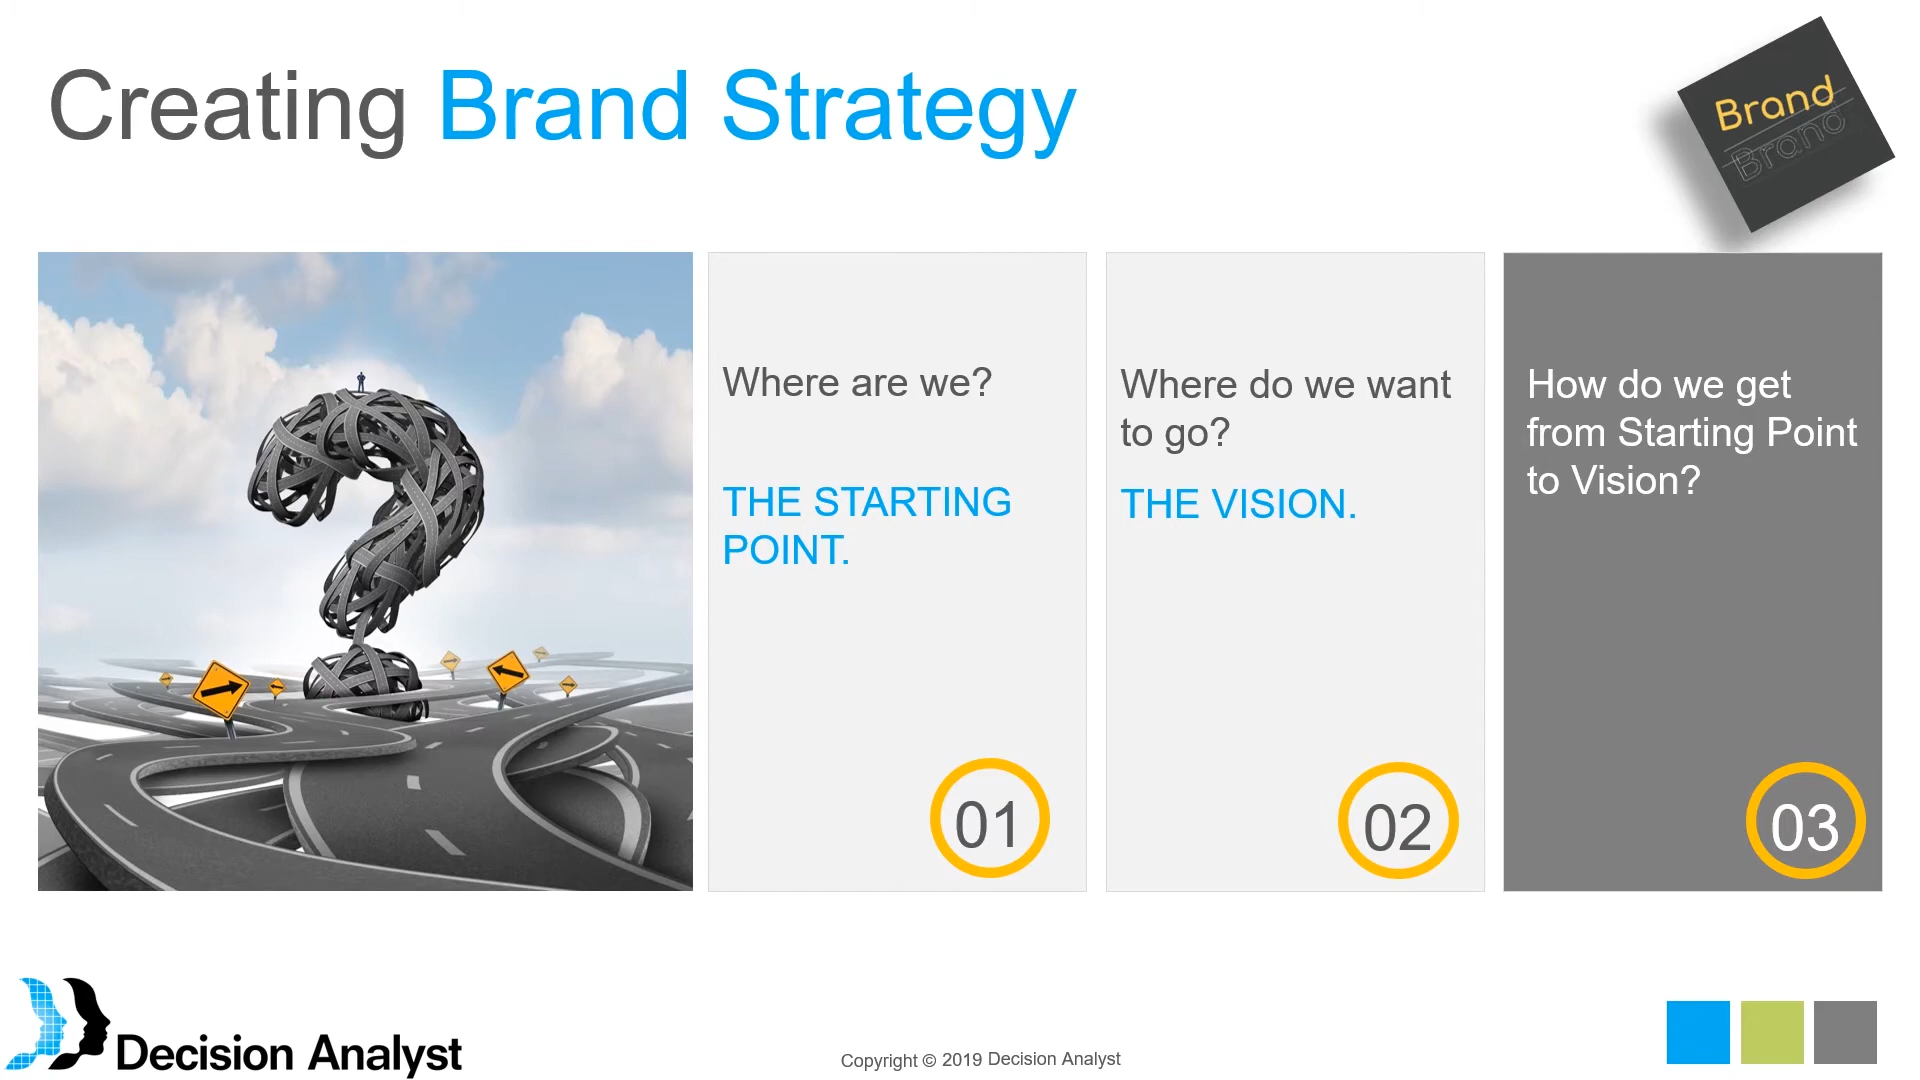 Creating Brand Strategy
Brand
Brand
Where are we?
THE STARTING
POINT.
01
Where do we want
to go?
THE VISION.
02
How do we get
from Starting Point
to Vision?
03
Decision Analyst
Copyright © 2019 Decision Analyst